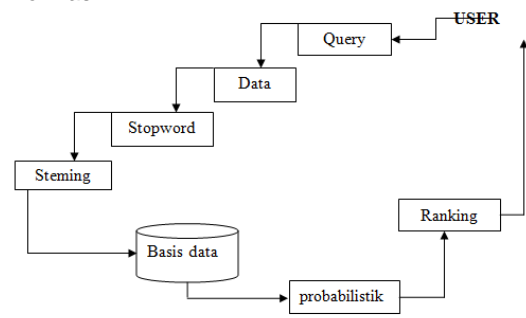 USER
Query
Data
Stopword
Steming
Basis data
Ranking
probabilistik